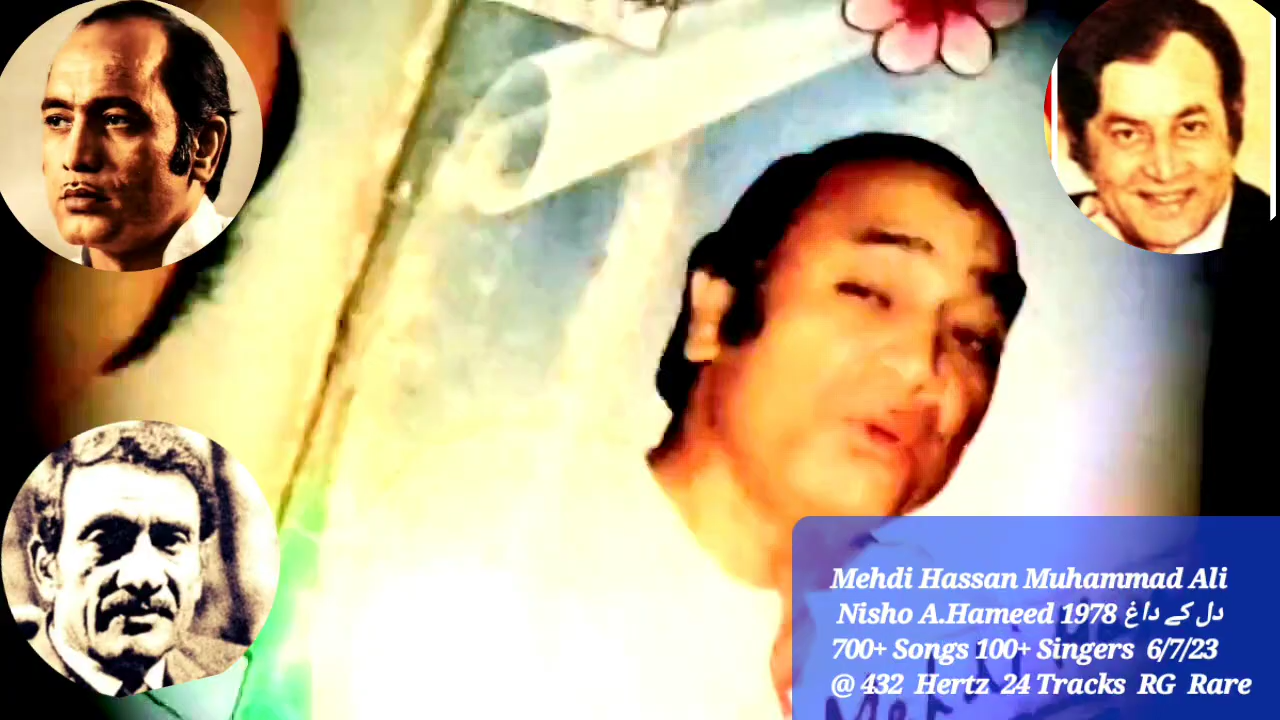 Mehdi Hassan Muhammad Ali
Nisho A.Hameed 1978 دل کے داغ
700+ Songs 100+ Singers 6/7/23
@ 432 Hertz 24 Tracks RG Rare